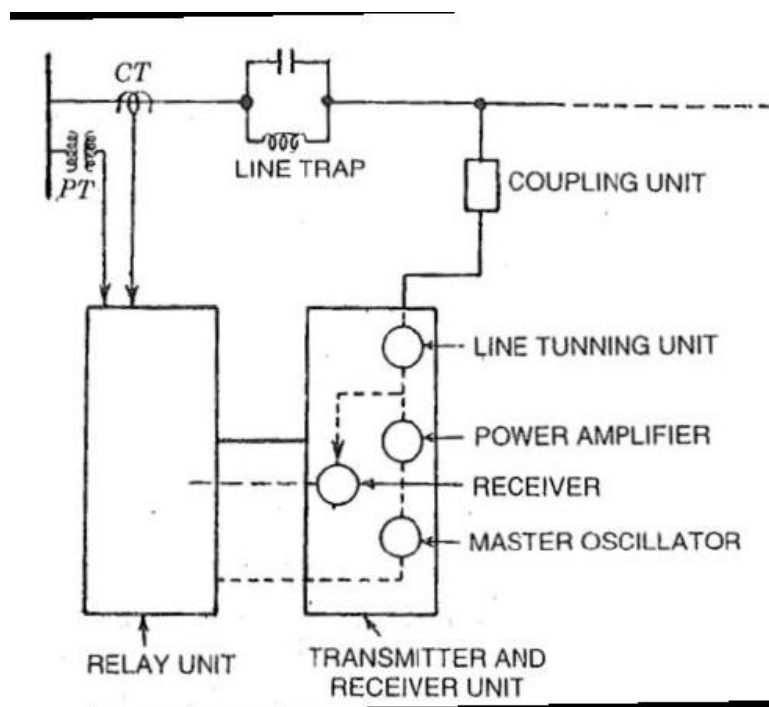 CT
LINE TRAP
PT
COUPLING UNIT
LINE TUNNING UNIT
POWER AMPLIFIER
RECEIVER
MASTER OSCILLATOR
RELAY UNIT
TRANSMITTER AND
RECEIVER UNIT